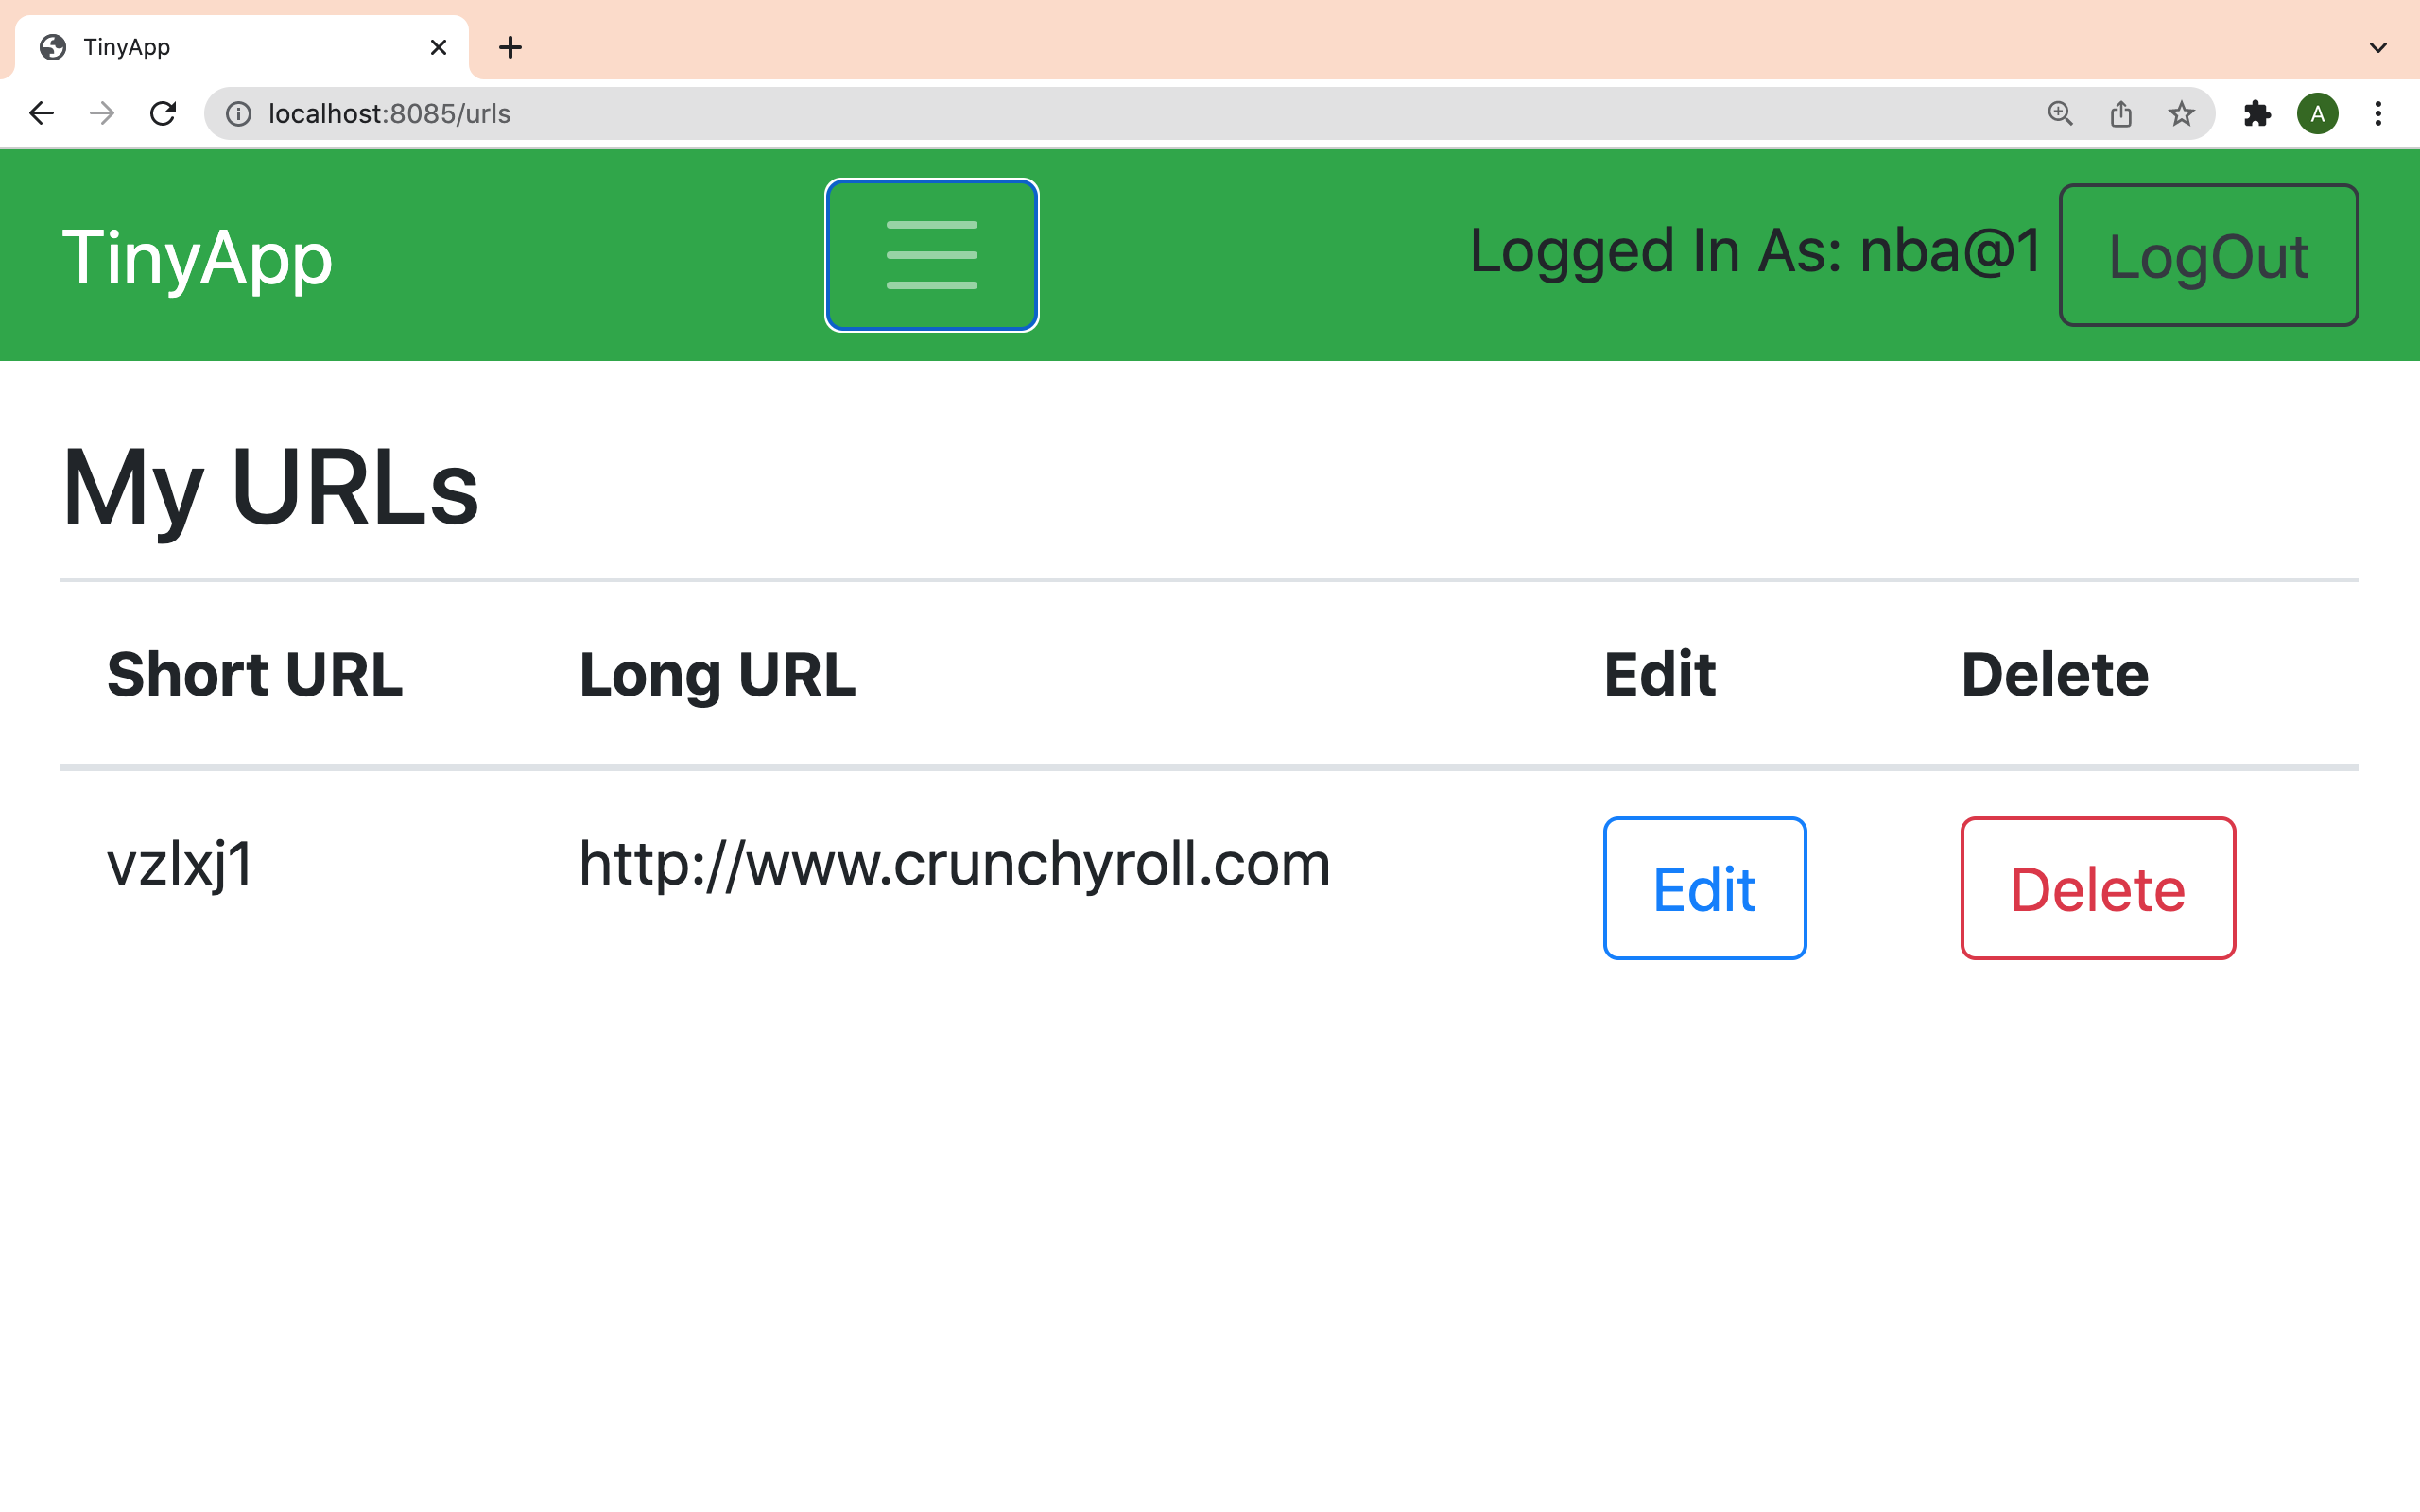 TinyApp
localhost:8085/urls
A
TinyApp
Logged In As: nba@1
LogOut
My URLs
Short URL Long URL Edit Delete
vzlxj1 http://www.crunchyroll.com Edit Delete